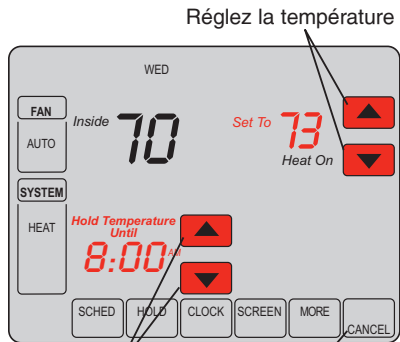 Réglez la température
WED
FAN
AUTO
Inside 70
Set To 73
Heat On
SYSTEM
HEAT
Hold Temperature
Until
8:00 AM
SCHED HOLD CLOCK SCREEN MORE CANCEL